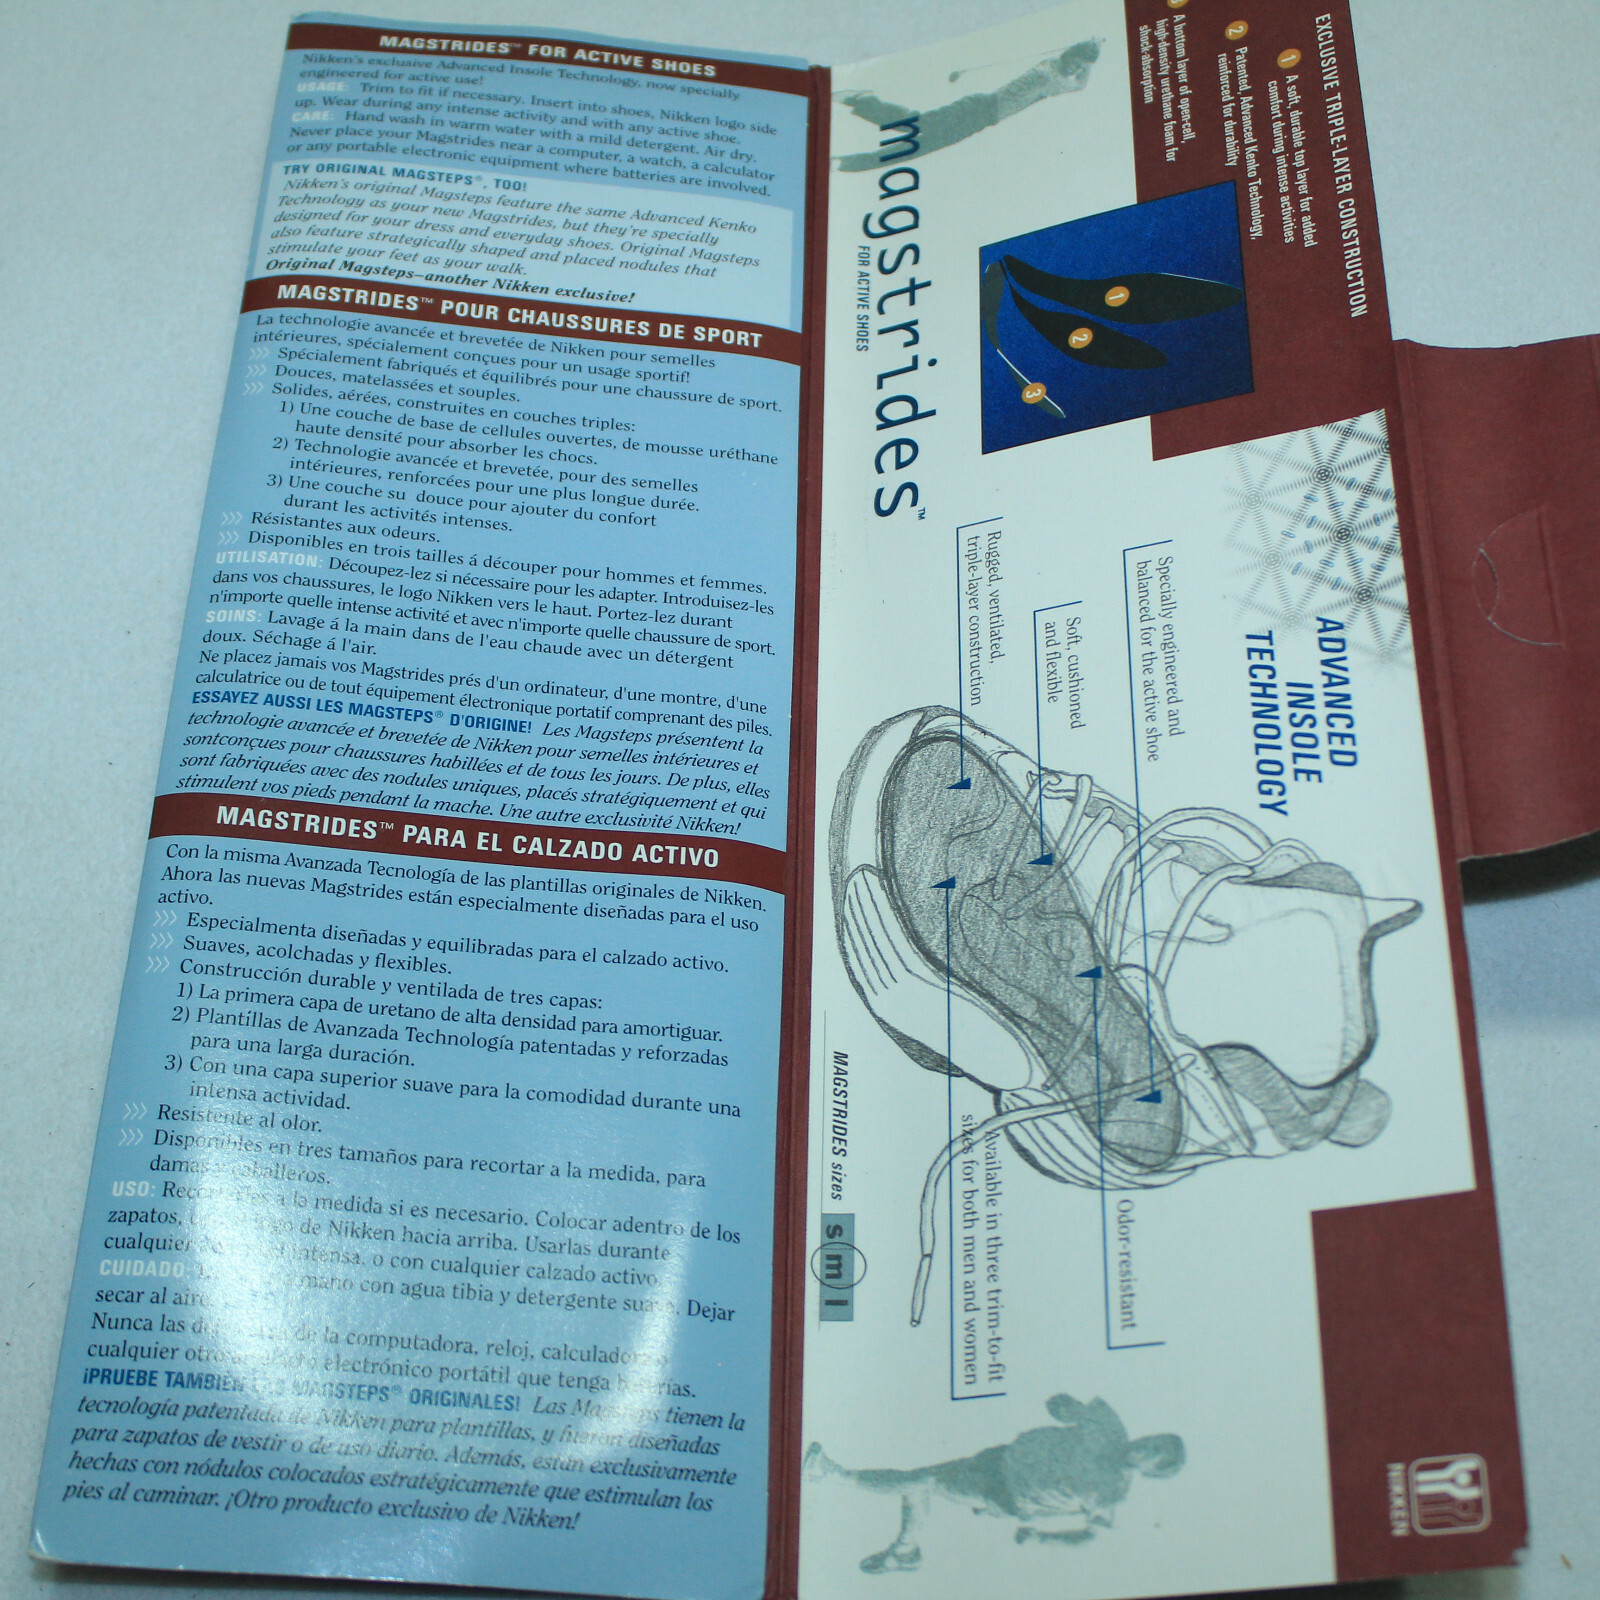 MAGSTRIDES™ FOR ACTIVE SHOES
Nikken's exclusive Advanced Insole Technology, now specially
engineered for active use!
USAGE: Trim to fit if necessary. Insert into shoes, Nikken logo side
up. Wear during any intense activity and with any active shoe.
CARE: Hand wash in warm water with a mild detergent. Air dry.
Never place your Magstrides near a computer, a watch, a calculator
or any portable electronic equipment where batteries are involved.
TRY ORIGINAL MAGSTEPS®, TOO!
Nikken's original Magsteps feature the same Advanced Kenko
Technology as your new Magstrides, but they're specially
designed for your dress and everyday shoes. Original Magsteps
also feature strategically shaped and placed nodules that
stimulate your feet as your walk.
Original Magsteps—another Nikken exclusive!
MAGSTRIDES™ POUR CHAUSSURES DE SPORT
La technologie avancée et brevetée de Nikken pour semelles
intérieures, spécialement conçues pour un usage sportif!
》》》 Spécialement fabriqués et équilibrés pour une chaussure de sport.
》》》 Douces, matelassées et souples.
》》》 Solides, aérées, construites en couches triples:
1) Une couche de base de cellules ouvertes, de mousse uréthane
haute densité pour absorber les chocs.
2) Technologie avancée et brevetée, pour des semelles
intérieures, renforcées pour une plus longue durée.
3) Une couche su douce pour ajouter du confort
durant les activités intenses.
》》》 Résistantes aux odeurs.
》》》 Disponibles en trois tailles á découper pour hommes et femmes.
UTILISATION: Découpez-lez si nécessaire pour les adapter. Introduisez-les
dans vos chaussures, le logo Nikken vers le haut. Portez-lez durant
n'importe quelle intense activité et avec n'importe quelle chaussure de sport.
SOINS: Lavage á la main dans de l'eau chaude avec un détergent
doux. Séchage á l'air.
Ne placez jamais vos Magstrides prés d'un ordinateur, d'une montre, d'une
calculatrice ou de tout équipement électronique portatif comprenant des piles.
ESSAYEZ AUSSI LES MAGSTEPS® D'ORIGINE! Les Magsteps présentent la
technologie avancée et brevetée de Nikken pour semelles intérieures et
sontconçues pour chaussures habillées et de tous les jours. De plus, elles
sont fabriquées avec des nodules uniques, placés stratégiquement et qui
stimulent vos pieds pendant la mache. Une autre exclusivité Nikken!
MAGSTRIDES™ PARA EL CALZADO ACTIVO
Con la misma Avanzada Tecnología de las plantillas originales de Nikken.
Ahora las nuevas Magstrides están especialmente diseñadas para el uso
activo.
》》》 Especialmenta diseñadas y equilibradas para el calzado activo.
》》》 Suaves, acolchadas y flexibles.
》》》 Construcción durable y ventilada de tres capas:
1) La primera capa de uretano de alta densidad para amortiguar.
2) Plantíllas de Avanzada Technología patentadas y reforzadas
para una larga duración.
3) Con una capa superior suave para la comodidad durante una
intensa actividad.
》》》 Resistente al olor.
》》》 Disponibles en tres tamaños para recortar a la medida, para
damas y caballeros.
USO: a la medida si es necesario. Colocar adentro de los
zapatos, de Nikken hacia arriba. Usarlas durante
cualquier intensa, o con cualquier calzado activo.
CUIDADO: mano con agua tibia y detergente suave. Dejar
secar al aire.
Nunca las de la computadora, reloj, calculadora o
cualquier otro electrónico portátil que tenga baterías.
¡PRUEBE TAMBIÉN LAS MAGSTEPS® ORIGINALES! Las Magsteps tienen la
tecnología patentada de Nikken para plantillas, y fueron diseñadas
para zapatos de vestir o de uso diario. Además, están exclusivamente
hechas con nódulos colocados estratégicamente que estimulan los
pies al caminar. ¡Otro producto exclusivo de Nikken!
EXCLUSIVE TRIPLE-LAYER CONSTRUCTION
1 A soft, durable top layer for added
comfort during intense activities
2 Patented, Advanced Kenko Technology,
reinforced for durability
3 A bottom layer of open-cell,
high-density urethane foam for
shock-absorption
1
2
3
magstrides™
FOR ACTIVE SHOES
ADVANCED
INSOLE
TECHNOLOGY
Specially engineered and
balanced for the active shoe
Soft, cushioned
and flexible
Rugged, ventilated,
triple-layer construction
Odor-resistant
Available in three trim-to-fit
sizes for both men and women
MAGSTRIDES sizes s m l
NIKKEN